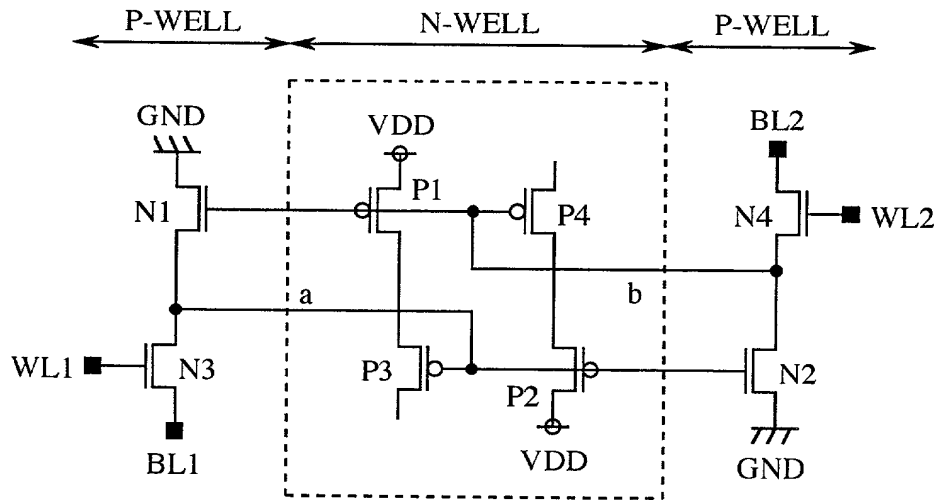 P-WELL N-WELL P-WELL
GND
VDD
BL2
N1
P1
P4
N4
WL2
a
b
WL1
N3
P3
P2
N2
BL1
VDD
GND